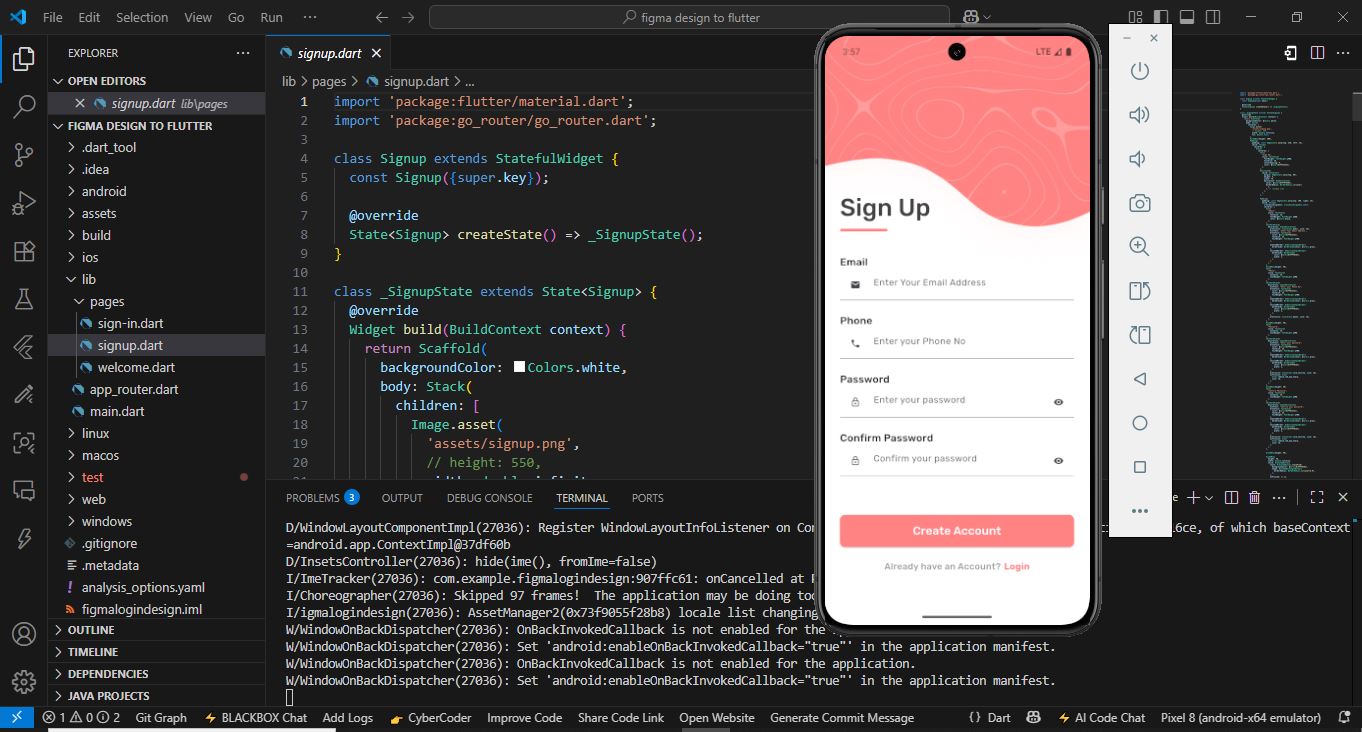 File Edit Selection View Go Run ··· figma design to flutter
EXPLORER ···
OPEN EDITORS
signup.dart lib\pages
FIGMA DESIGN TO FLUTTER
.dart_tool
.idea
android
assets
build
ios
lib
pages
sign-in.dart
signup.dart
welcome.dart
app_router.dart
main.dart
linux
macos
test
web
windows
.gitignore
.metadata
analysis_options.yaml
figmalogindesign.iml
OUTLINE
TIMELINE
DEPENDENCIES
JAVA PROJECTS
signup.dart
lib > pages > signup.dart > ...
1 import 'package:flutter/material.dart';
2 import 'package:go_router/go_router.dart';
3
4 class Signup extends StatefulWidget {
5 const Signup({super.key});
6
7 @override
8 State<Signup> createState() => _SignupState();
9 }
10
11 class _SignupState extends State<Signup> {
12 @override
13 Widget build(BuildContext context) {
14 return Scaffold(
15 backgroundColor: Colors.white,
16 body: Stack(
17 children: [
18 Image.asset(
19 'assets/signup.png',
20 // height: 550,
PROBLEMS 3 OUTPUT DEBUG CONSOLE TERMINAL PORTS
D/WindowLayoutComponentImpl(27036): Register WindowLayoutInfoListener on Con 16ce, of which baseContext
=android.app.ContextImpl@37df60b
D/InsetsController(27036): hide(ime(), fromIme=false)
I/ImeTracker(27036): com.example.figmalogindesign:907ffc61: onCancelled at
I/Choreographer(27036): Skipped 97 frames! The application may be doing too
I/igmalogindesign(27036): AssetManager2(0x73f9055f28b8) locale list changing
W/WindowOnBackDispatcher(27036): OnBackInvokedCallback is not enabled for the
W/WindowOnBackDispatcher(27036): Set 'android:enableOnBackInvokedCallback="true"' in the application manifest.
W/WindowOnBackDispatcher(27036): OnBackInvokedCallback is not enabled for the application.
W/WindowOnBackDispatcher(27036): Set 'android:enableOnBackInvokedCallback="true"' in the application manifest.
3:57 LTE
Sign Up
Email
Enter Your Email Address
Phone
Enter your Phone No
Password
Enter your password
Confirm Password
Confirm your password
Create Account
Already have an Account? Login
1 0 2 Git Graph BLACKBOX Chat Add Logs CyberCoder Improve Code Share Code Link Open Website Generate Commit Message {} Dart AI Code Chat Pixel 8 (android-x64 emulator)